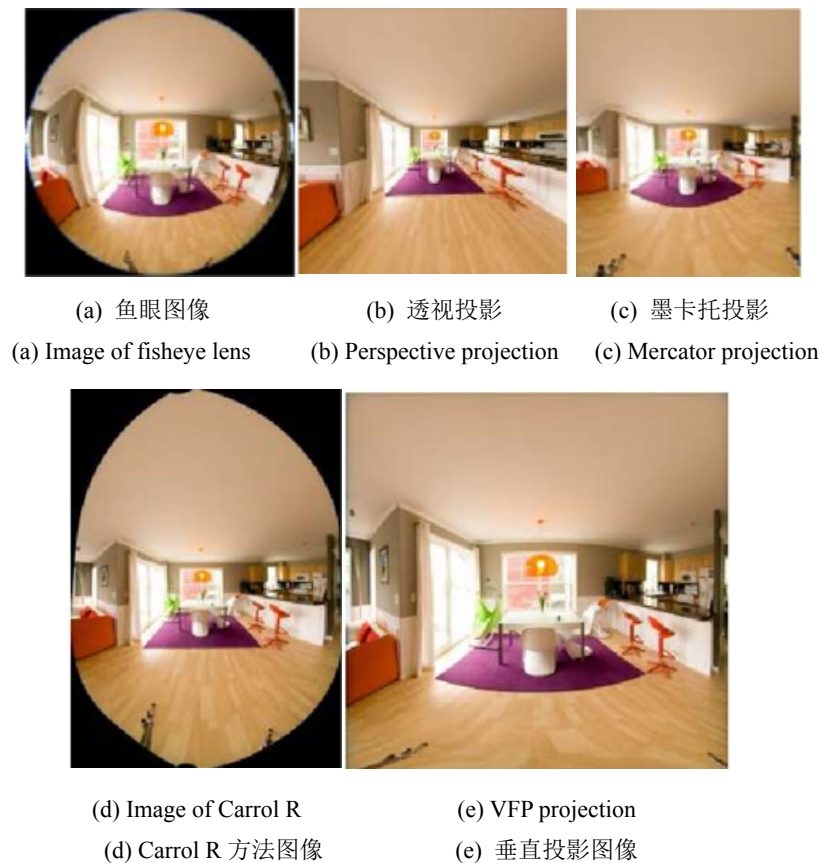 (a) 鱼眼图像 (b) 透视投影 (c) 墨卡托投影
(a) Image of fisheye lens (b) Perspective projection (c) Mercator projection
(d) Image of Carrol R (e) VFP projection
(d) Carrol R 方法图像 (e) 垂直投影图像